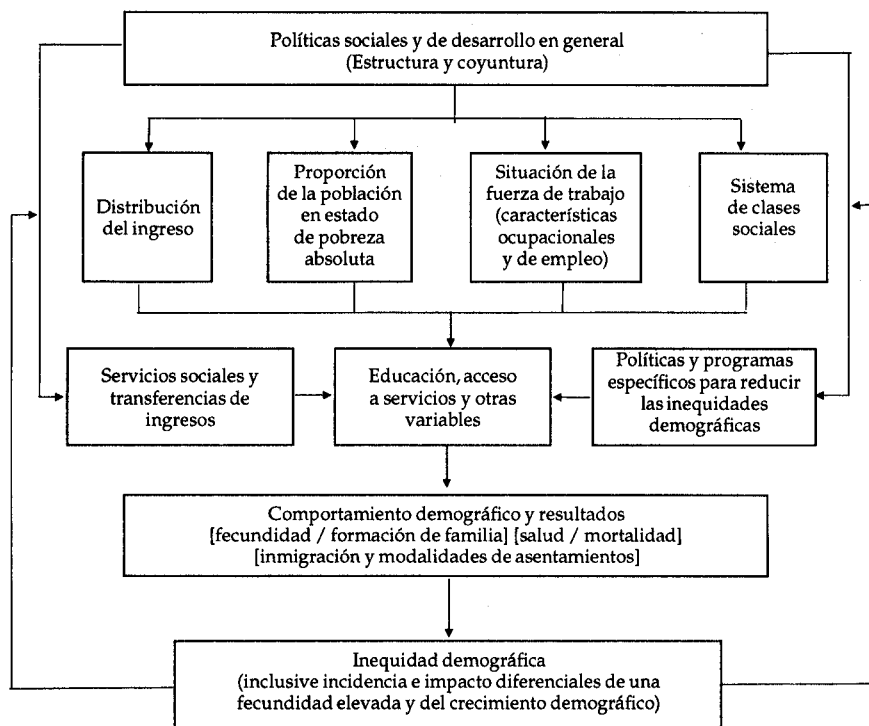 Políticas sociales y de desarrollo en general
(Estructura y coyuntura)
Distribución
del ingreso
Proporción
de la población
en estado
de pobreza
absoluta
Situación de la
fuerza de trabajo
(características
ocupacionales
y de empleo)
Sistema
de clases
sociales
Servicios sociales y
transferencias de
ingresos
Educación, acceso
a servicios y otras
variables
Políticas y programas
específicos para reducir
las inequidades
demográficas
Comportamiento demográfico y resultados
[fecundidad / formación de familia] [salud / mortalidad]
[inmigración y modalidades de asentamientos]
Inequidad demográfica
(inclusive incidencia e impacto diferenciales de una
fecundidad elevada y del crecimiento demográfico)